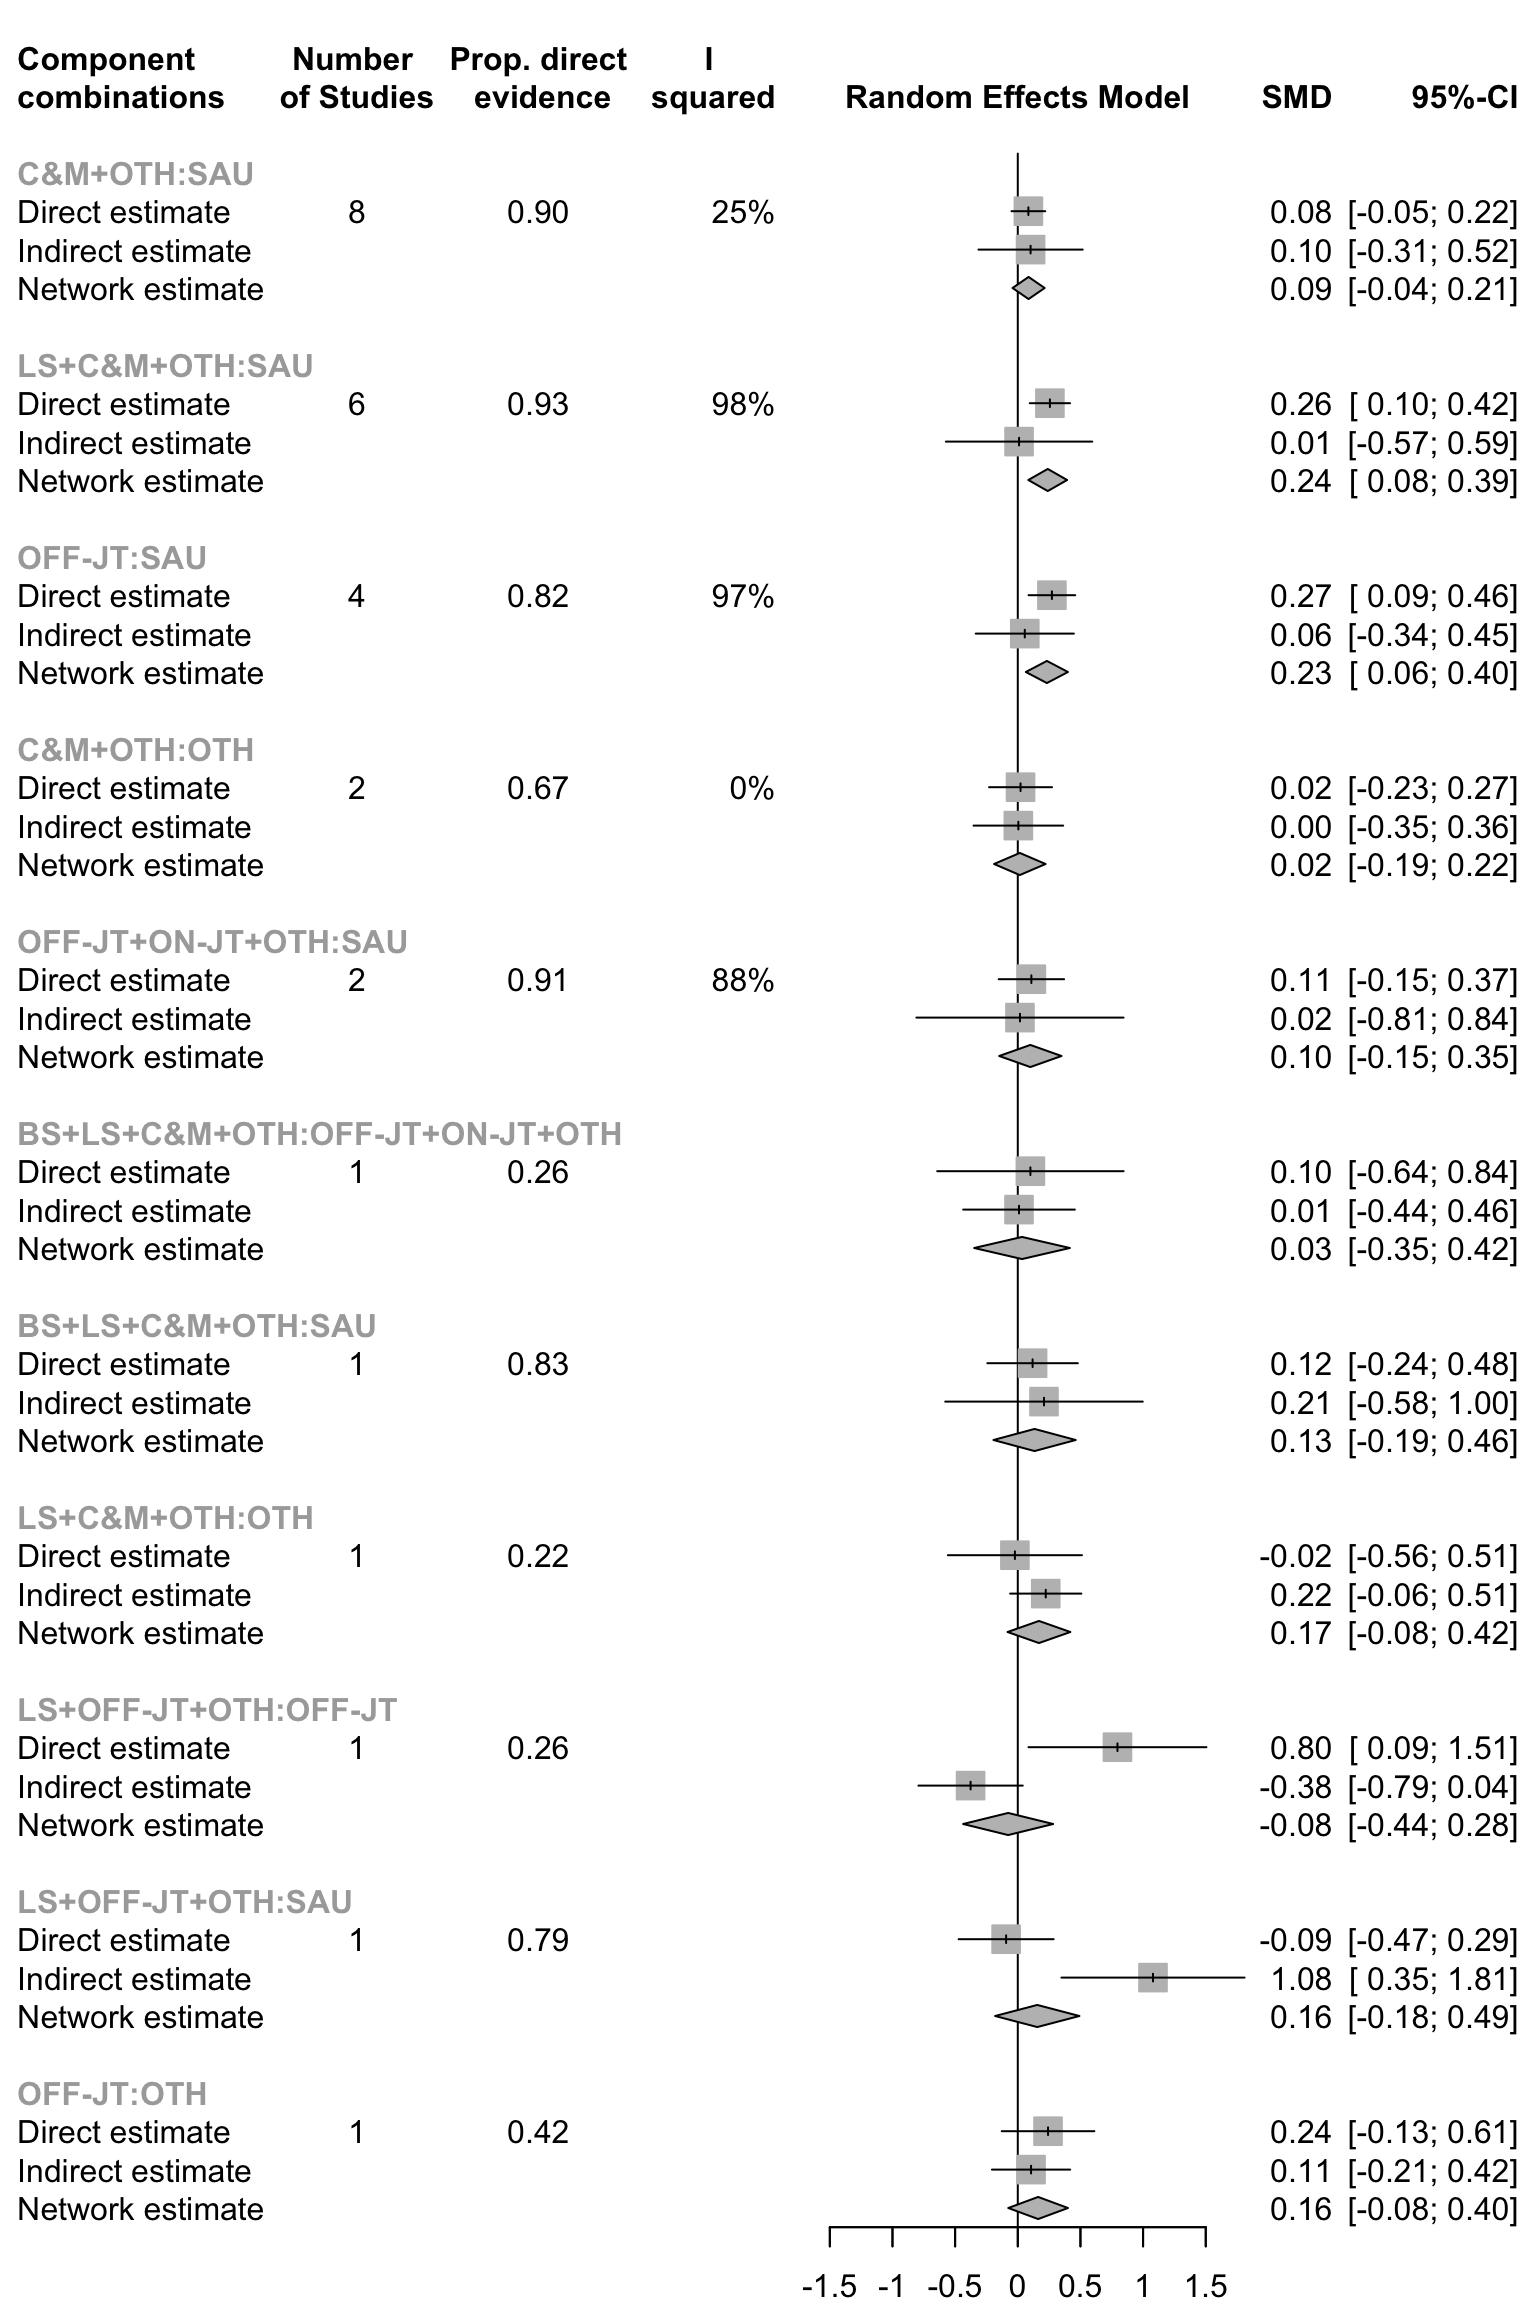 Component Number Prop. direct I
combinations of Studies evidence squared Random Effects Model SMD 95%-CI
C&M+OTH:SAU
Direct estimate 8 0.90 25% 0.08 [-0.05; 0.22]
Indirect estimate 0.10 [-0.31; 0.52]
Network estimate 0.09 [-0.04; 0.21]
LS+C&M+OTH:SAU
Direct estimate 6 0.93 98% 0.26 [ 0.10; 0.42]
Indirect estimate 0.01 [-0.57; 0.59]
Network estimate 0.24 [ 0.08; 0.39]
OFF-JT:SAU
Direct estimate 4 0.82 97% 0.27 [ 0.09; 0.46]
Indirect estimate 0.06 [-0.34; 0.45]
Network estimate 0.23 [ 0.06; 0.40]
C&M+OTH:OTH
Direct estimate 2 0.67 0% 0.02 [-0.23; 0.27]
Indirect estimate 0.00 [-0.35; 0.36]
Network estimate 0.02 [-0.19; 0.22]
OFF-JT+ON-JT+OTH:SAU
Direct estimate 2 0.91 88% 0.11 [-0.15; 0.37]
Indirect estimate 0.02 [-0.81; 0.84]
Network estimate 0.10 [-0.15; 0.35]
BS+LS+C&M+OTH:OFF-JT+ON-JT+OTH
Direct estimate 1 0.26 0.10 [-0.64; 0.84]
Indirect estimate 0.01 [-0.44; 0.46]
Network estimate 0.03 [-0.35; 0.42]
BS+LS+C&M+OTH:SAU
Direct estimate 1 0.83 0.12 [-0.24; 0.48]
Indirect estimate 0.21 [-0.58; 1.00]
Network estimate 0.13 [-0.19; 0.46]
LS+C&M+OTH:OTH
Direct estimate 1 0.22 -0.02 [-0.56; 0.51]
Indirect estimate 0.22 [-0.06; 0.51]
Network estimate 0.17 [-0.08; 0.42]
LS+OFF-JT+OTH:OFF-JT
Direct estimate 1 0.26 0.80 [ 0.09; 1.51]
Indirect estimate -0.38 [-0.79; 0.04]
Network estimate -0.08 [-0.44; 0.28]
LS+OFF-JT+OTH:SAU
Direct estimate 1 0.79 -0.09 [-0.47; 0.29]
Indirect estimate 1.08 [ 0.35; 1.81]
Network estimate 0.16 [-0.18; 0.49]
OFF-JT:OTH
Direct estimate 1 0.42 0.24 [-0.13; 0.61]
Indirect estimate 0.11 [-0.21; 0.42]
Network estimate 0.16 [-0.08; 0.40]
-1.5 -1 -0.5 0 0.5 1 1.5